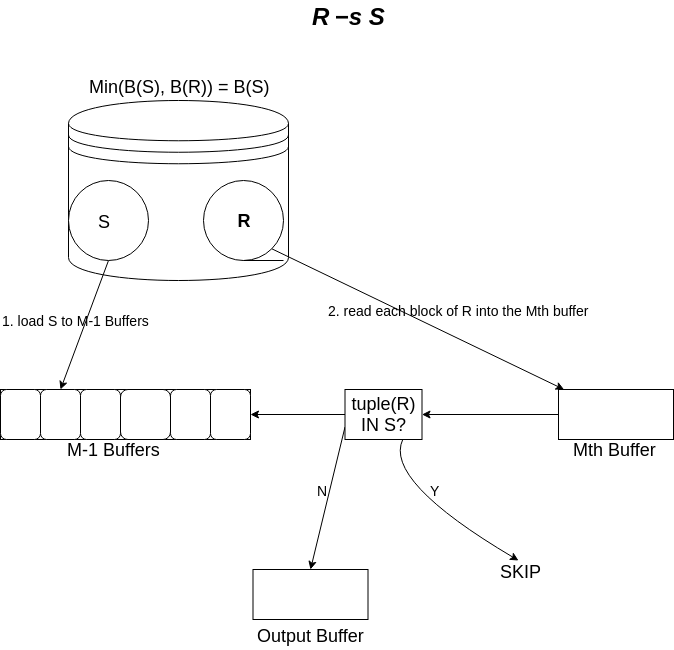 R –s S
Min(B(S), B(R)) = B(S)
S
R
1. load S to M-1 Buffers
2. read each block of R into the Mth buffer
tuple(R)
IN S?
M-1 Buffers
Mth Buffer
N
Y
SKIP
Output Buffer